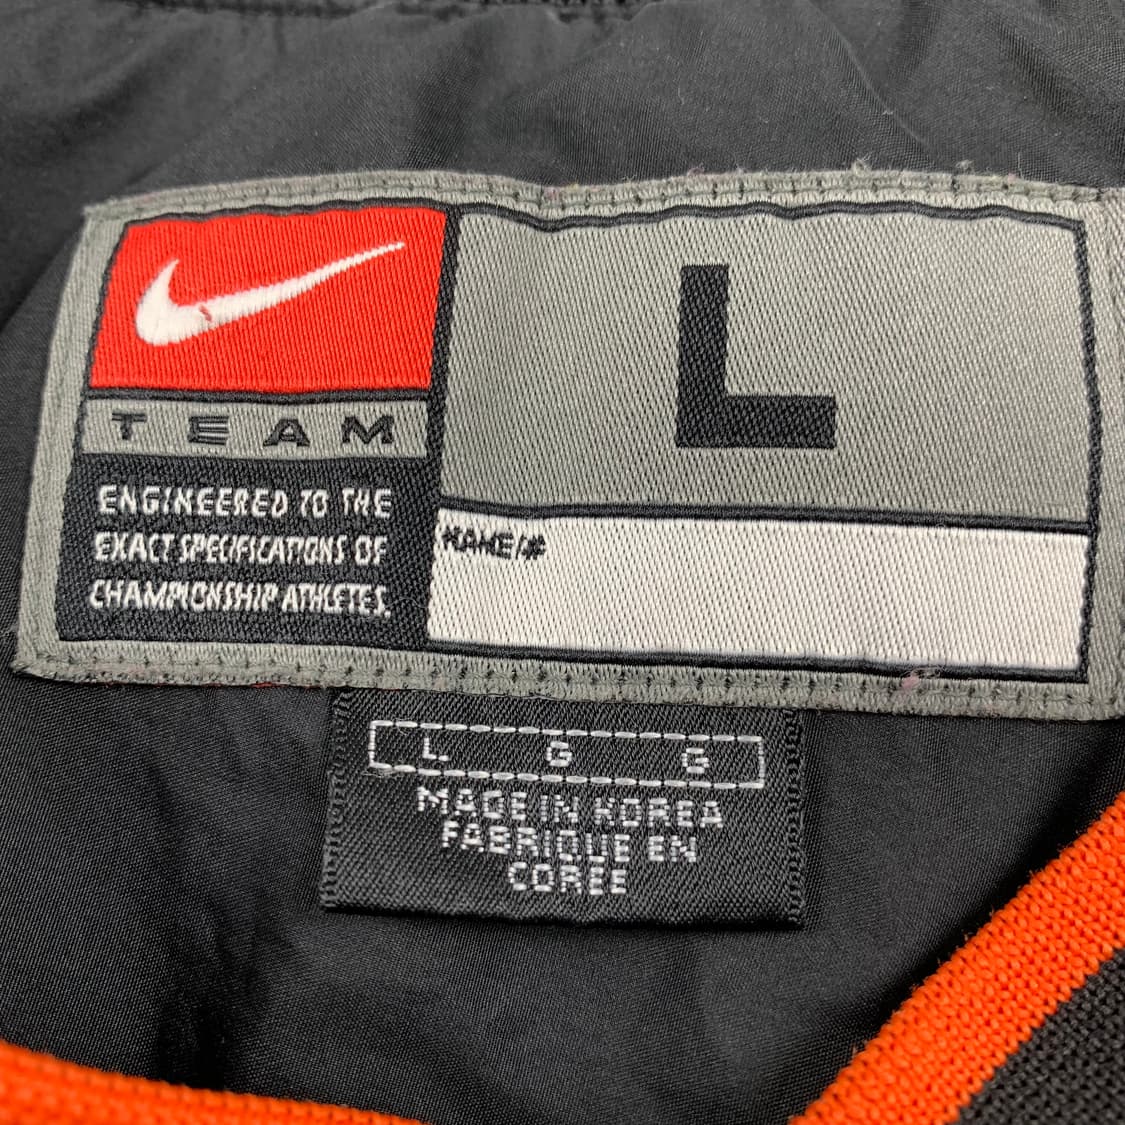 TEAM
ENGINEERED TO THE
EXACT SPECIFICATIONS OF
CHAMPIONSHIP ATHLETES.
L
NAME/#
L G G
MADE IN KOREA
FABRIQUE EN
COREE